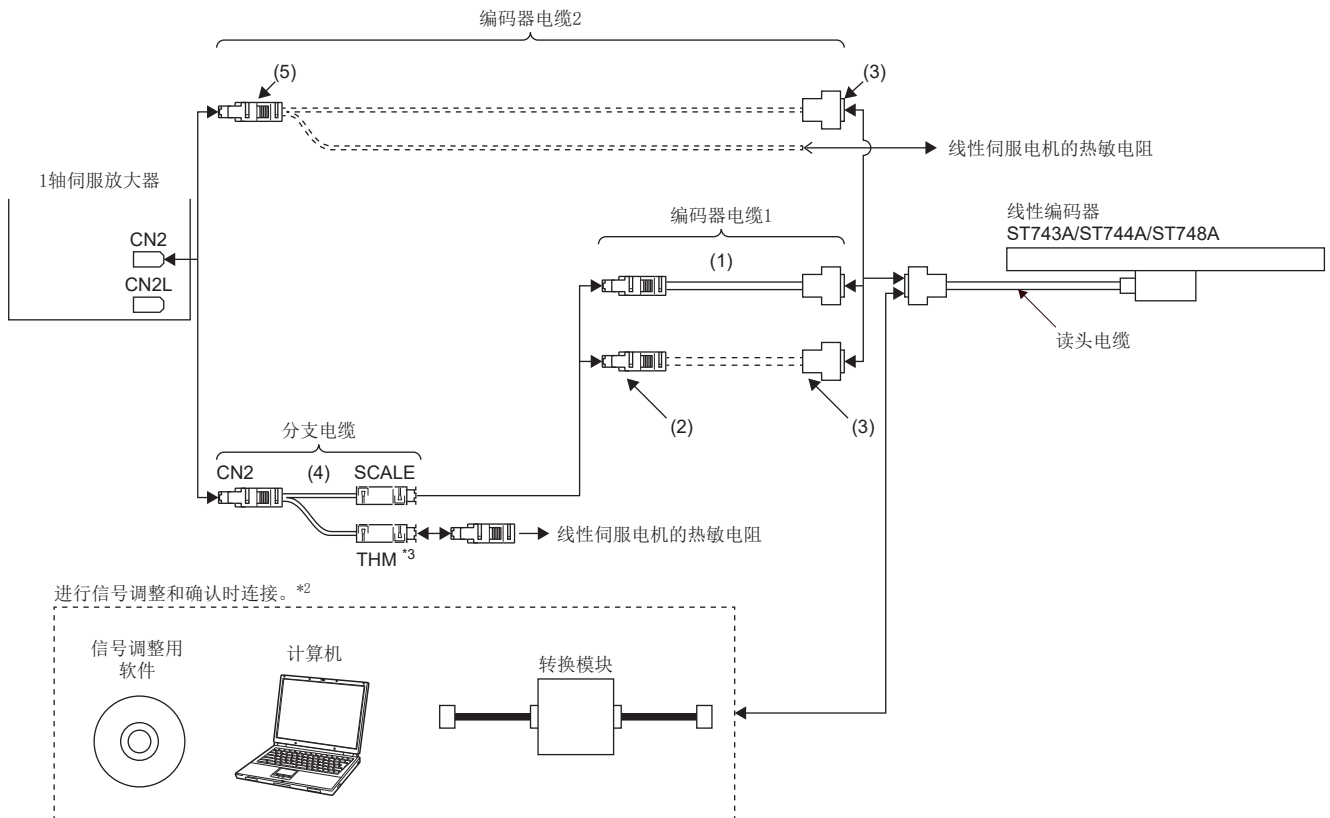 编码器电缆2
(5)
(3)
线性伺服电机的热敏电阻
1轴伺服放大器
CN2
CN2L
编码器电缆1
(1)
线性编码器
ST743A/ST744A/ST748A
读头电缆
(2)
(3)
分支电缆
CN2
(4)
SCALE
THM *3
线性伺服电机的热敏电阻
进行信号调整和确认时连接。*2
信号调整用
软件
计算机
转换模块